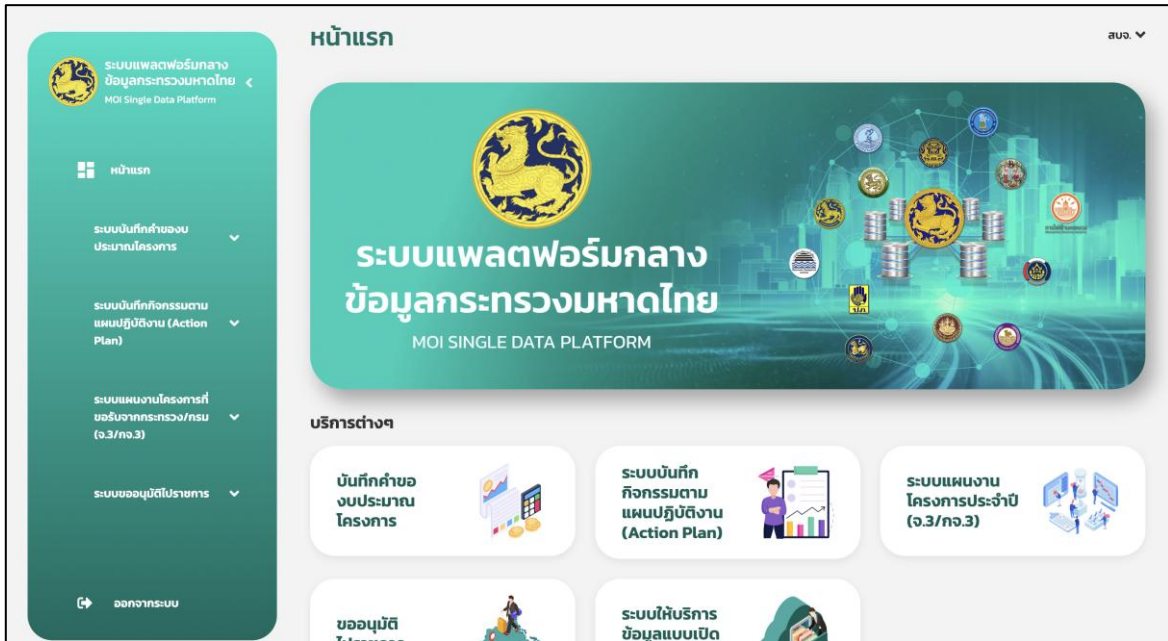 ระบบแพลตฟอร์มกลาง
ข้อมูลกระทรวงมหาดไทย
MOI Single Data Platform
หน้าแรก
ระบบบันทึกคำของบ
ประมาณโครงการ
ระบบบันทึกกิจกรรมตาม
แผนปฏิบัติงาน (Action
Plan)
ระบบแผนงานโครงการที่
ขอรับจากกระทรวง/กรม
(จ.3/กจ.3)
ระบบขออนุมัติไปราชการ
ออกจากระบบ
หน้าแรก
สบจ.
ระบบแพลตฟอร์มกลาง
ข้อมูลกระทรวงมหาดไทย
MOI SINGLE DATA PLATFORM
บริการต่างๆ
บันทึกคำขอ
งบประมาณ
โครงการ
ระบบบันทึก
กิจกรรมตาม
แผนปฏิบัติงาน
(Action Plan)
ระบบแผนงาน
โครงการประจำปี
(จ.3/กจ.3)
ขออนุมัติ
ไปราชการ
ระบบให้บริการ
ข้อมูลแบบเปิด